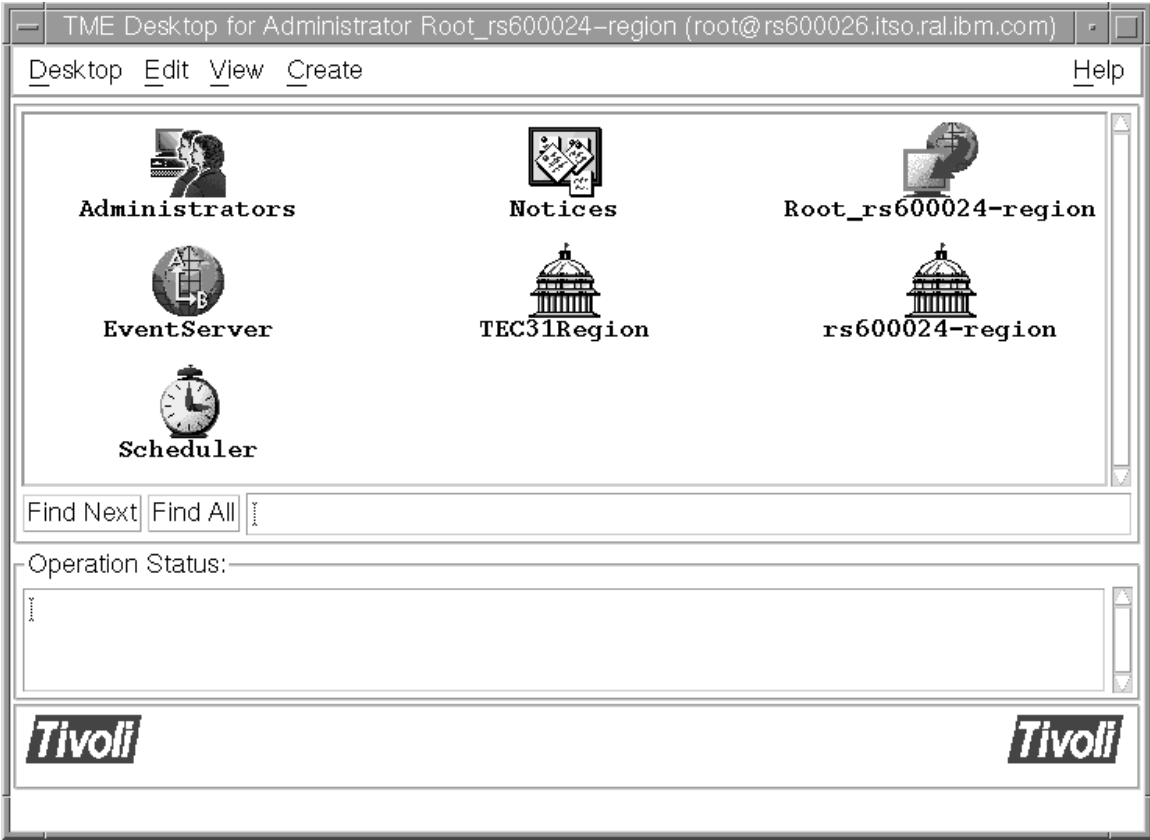 TME Desktop for Administrator Root_rs600024-region (root@rs600026.itso.ral.ibm.com)
Desktop Edit View Create Help
Administrators Notices Root_rs600024-region
EventServer TEC31Region rs600024-region
Scheduler
Find Next Find All
Operation Status:
Tivoli Tivoli